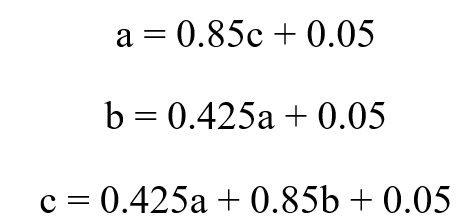 a = 0.85c + 0.05
b = 0.425a + 0.05
c = 0.425a + 0.85b + 0.05